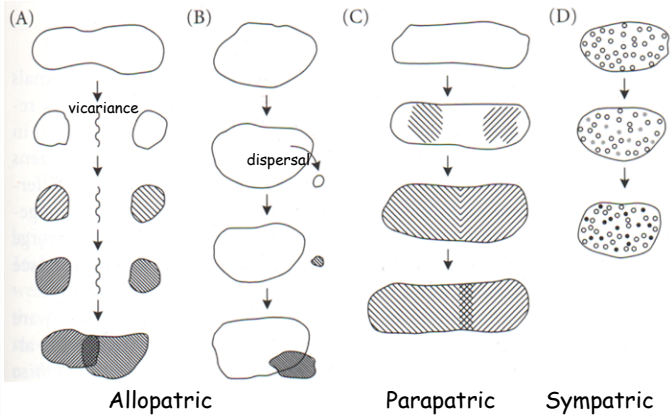 (A)
(B)
(C)
(D)
vicariance
dispersal
Allopatric
Parapatric
Sympatric